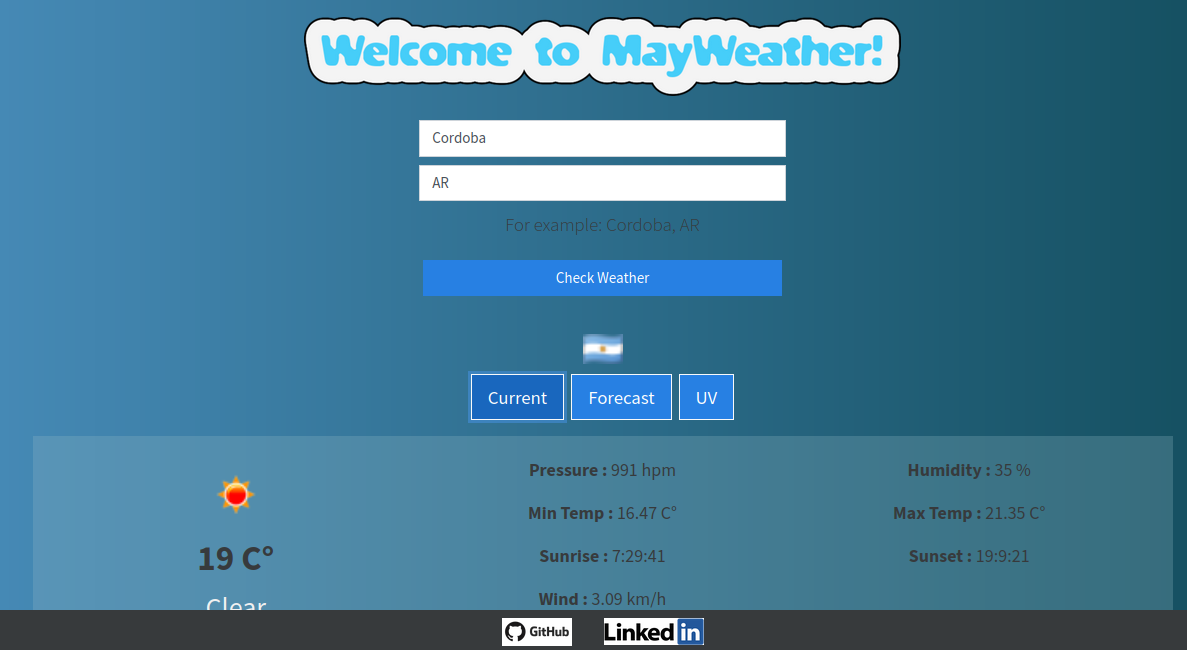 Welcome to MayWeather!
Cordoba
AR
For example: Cordoba, AR
Check Weather
Current Forecast UV
Pressure : 991 hpm Humidity : 35 %
Min Temp : 16.47 C° Max Temp : 21.35 C°
19 C° Sunrise : 7:29:41 Sunset : 19:9:21
Clear Wind : 3.09 km/h
GitHub LinkedIn